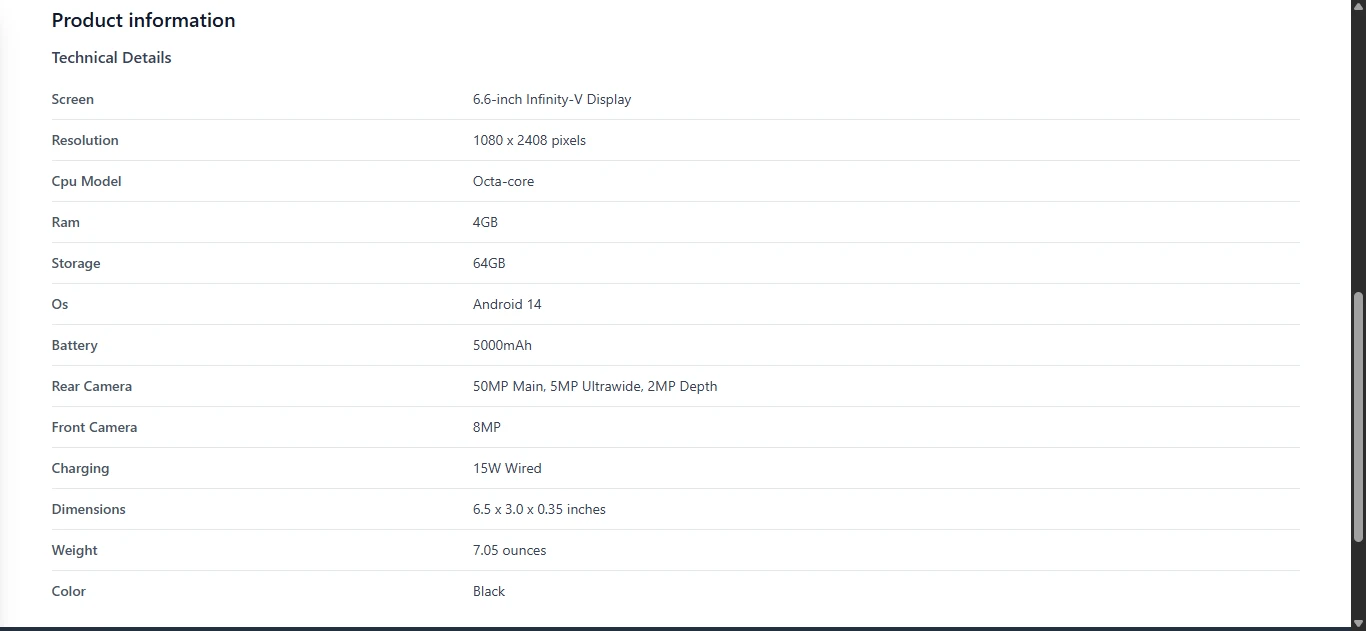 Product information
Technical Details
Screen 6.6-inch Infinity-V Display
Resolution 1080 x 2408 pixels
Cpu Model Octa-core
Ram 4GB
Storage 64GB
Os Android 14
Battery 5000mAh
Rear Camera 50MP Main, 5MP Ultrawide, 2MP Depth
Front Camera 8MP
Charging 15W Wired
Dimensions 6.5 x 3.0 x 0.35 inches
Weight 7.05 ounces
Color Black